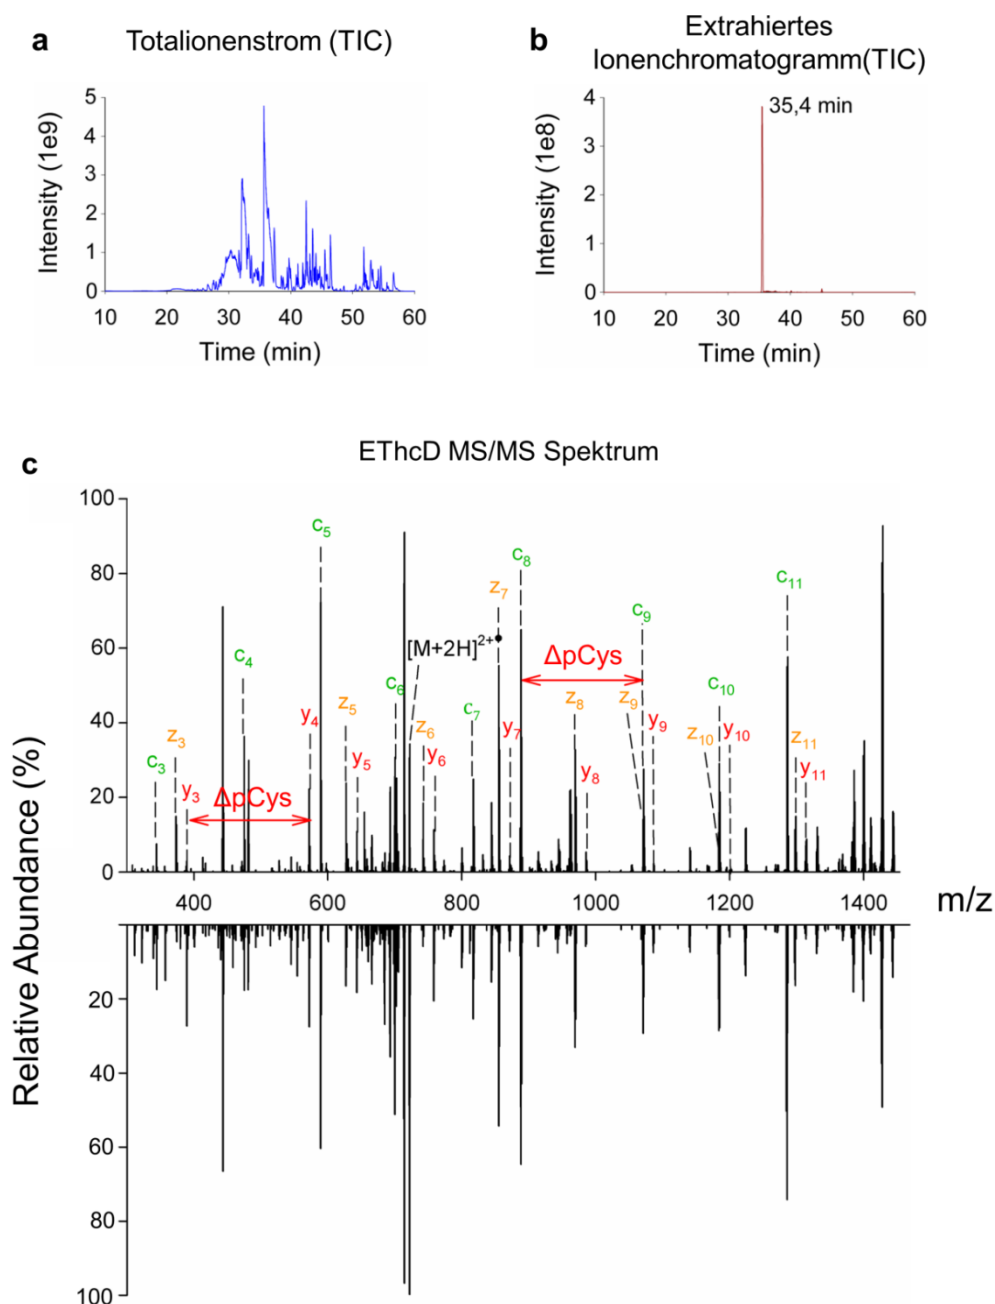 a
Totalionenstrom (TIC)
Intensity (1e9)
5
4
3
2
1
0
10 20 30 40 50 60
Time (min)
b
Extrahiertes
Ionenchromatogramm(TIC)
Intensity (1e8)
4
3
2
1
0
35,4 min
10 20 30 40 50 60
Time (min)
c
EThcD MS/MS Spektrum
Relative Abundance (%)
100
80
60
40
20
0
c3
z3
y3
ΔpCys
c4
y4
c5
z5
y5
c6
[M+2H]2+•
z6
y6
c7
z7
y7
c8
ΔpCys
z8
y8
z9
c9
y9
z10
c10
y10
c11
z11
y11
400 600 800 1000 1200 1400
m/z
20
40
60
80
100